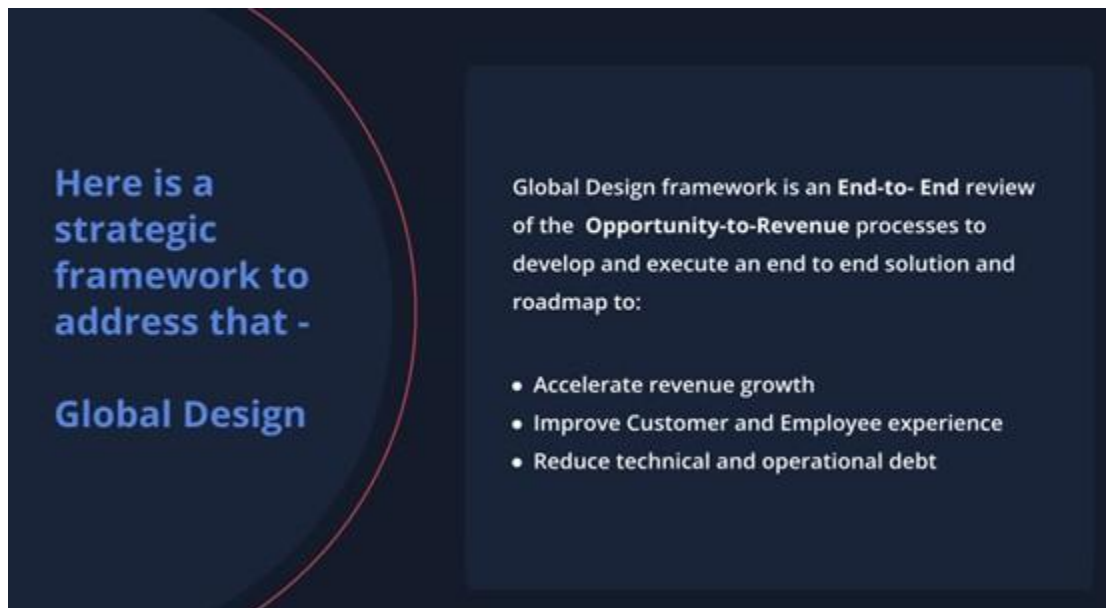 Here is a
strategic
framework to
address that -
Global Design
Global Design framework is an End-to- End review
of the Opportunity-to-Revenue processes to
develop and execute an end to end solution and
roadmap to:
• Accelerate revenue growth
• Improve Customer and Employee experience
• Reduce technical and operational debt